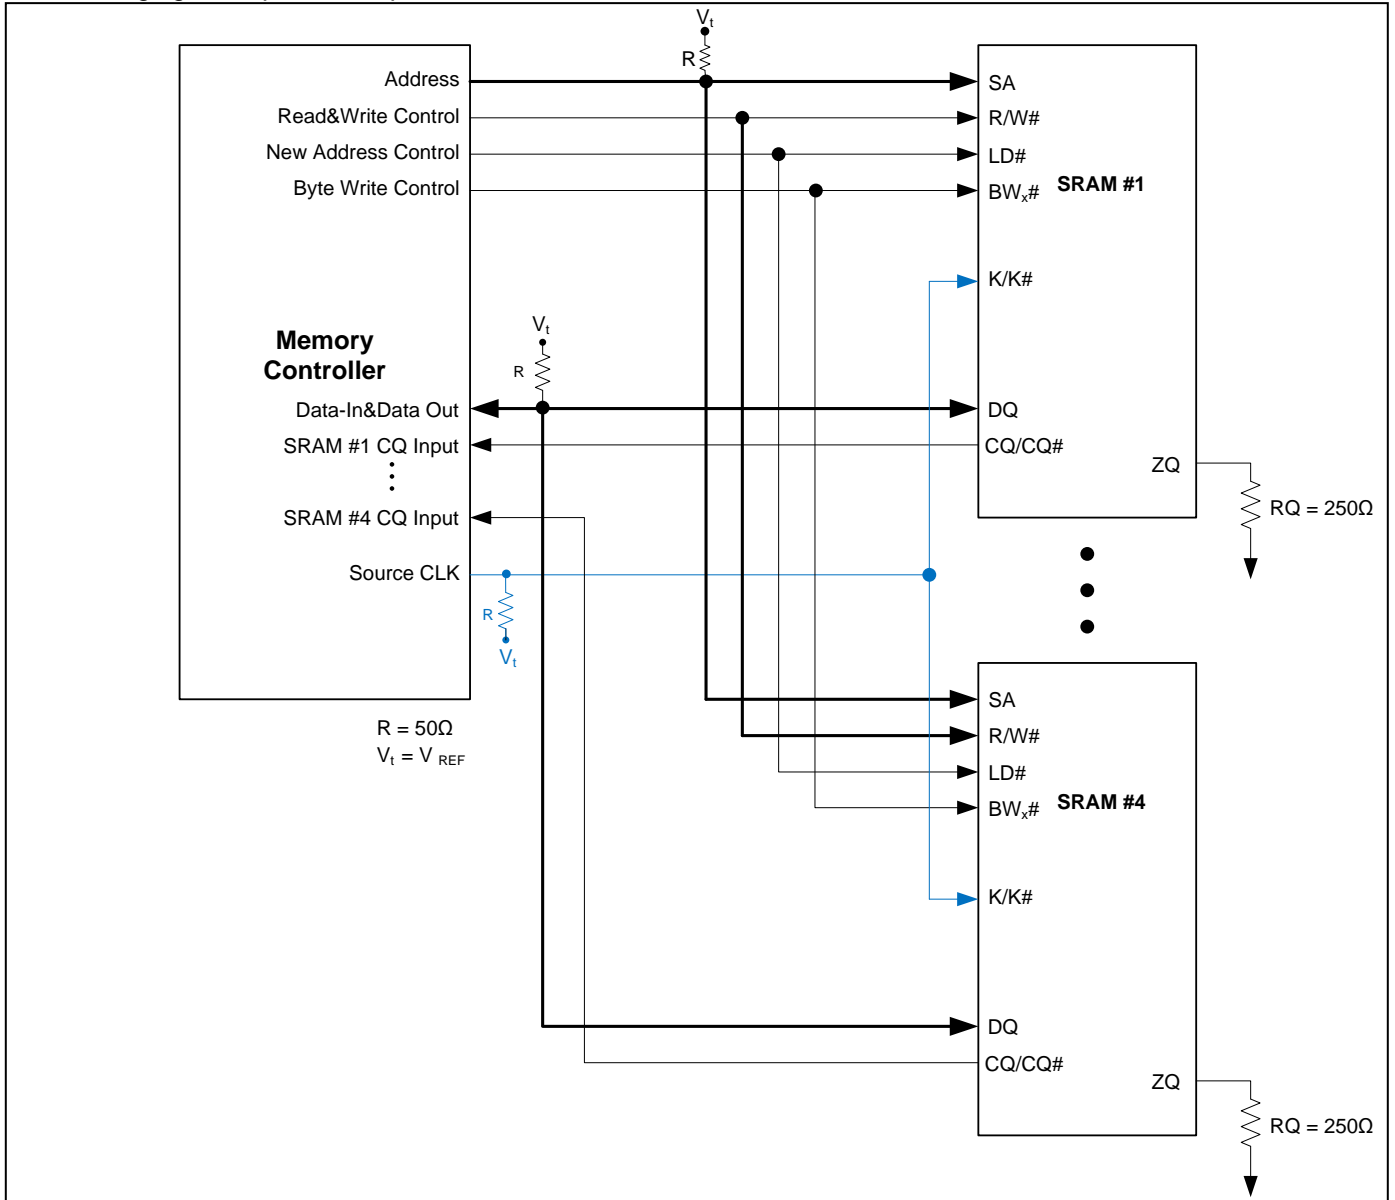 Vt
R
Address
Read&Write Control
New Address Control
Byte Write Control
SA
R/W#
LD#
BWx#
SRAM #1
K/K#
Vt
R
Memory
Controller
Data-In&Data Out
SRAM #1 CQ Input
SRAM #4 CQ Input
Source CLK
DQ
CQ/CQ#
ZQ
RQ = 250Ω
R
Vt
R = 50Ω
Vt = V REF
SA
R/W#
LD#
BWx#
SRAM #4
K/K#
DQ
CQ/CQ#
ZQ
RQ = 250Ω